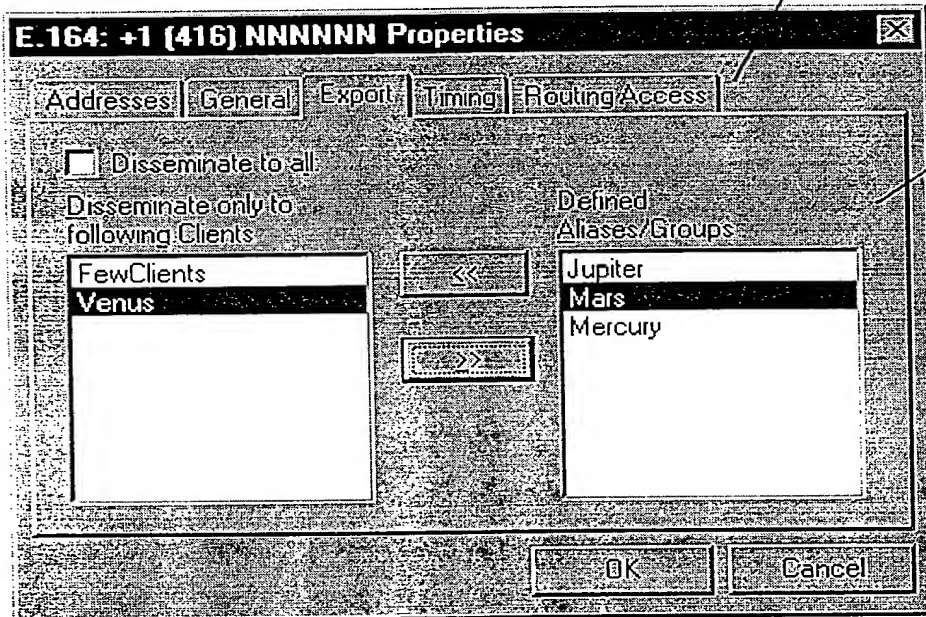 E.164: +1 (416) NNNNNN Properties
Addresses General Export Timing Routing Access
Disseminate to all
Disseminate only to
following Clients
Defined
Aliases/Groups
FewClients
Venus
<<
>>
Jupiter
Mars
Mercury
OK Cancel